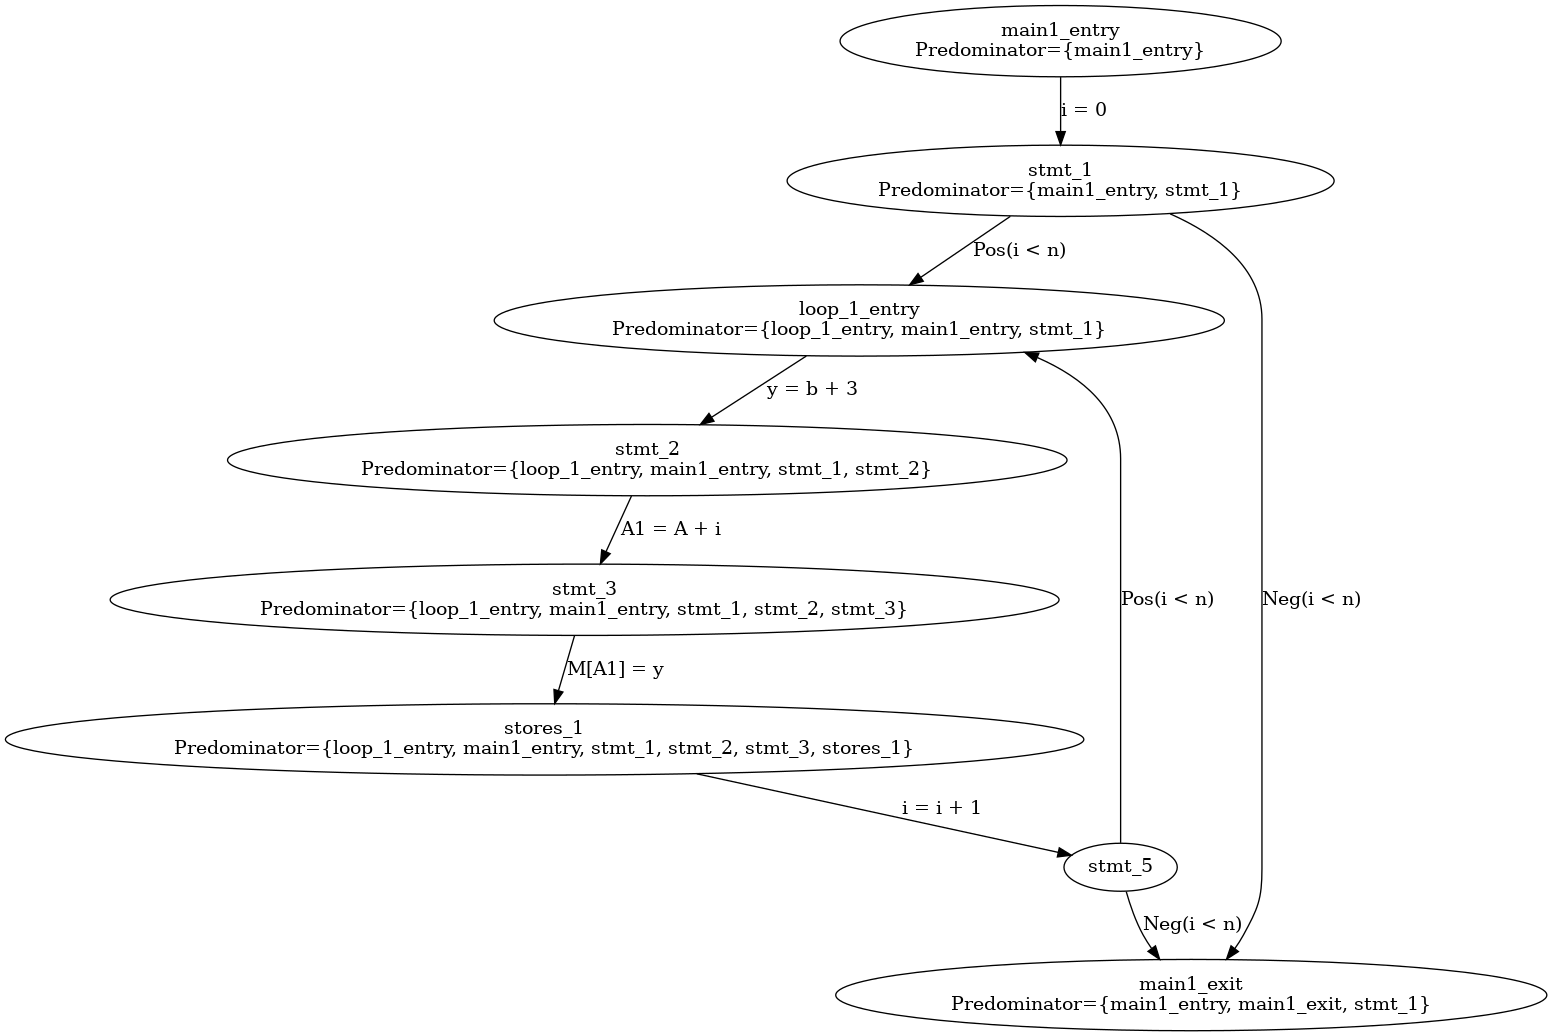 main1_entry
Predominator={main1_entry}
i = 0
stmt_1
Predominator={main1_entry, stmt_1}
Pos(i < n)
loop_1_entry
Predominator={loop_1_entry, main1_entry, stmt_1}
y = b + 3
stmt_2
Predominator={loop_1_entry, main1_entry, stmt_1, stmt_2}
A1 = A + i
stmt_3
Predominator={loop_1_entry, main1_entry, stmt_1, stmt_2, stmt_3}
Pos(i < n)
Neg(i < n)
M[A1] = y
stores_1
Predominator={loop_1_entry, main1_entry, stmt_1, stmt_2, stmt_3, stores_1}
i = i + 1
stmt_5
Neg(i < n)
main1_exit
Predominator={main1_entry, main1_exit, stmt_1}